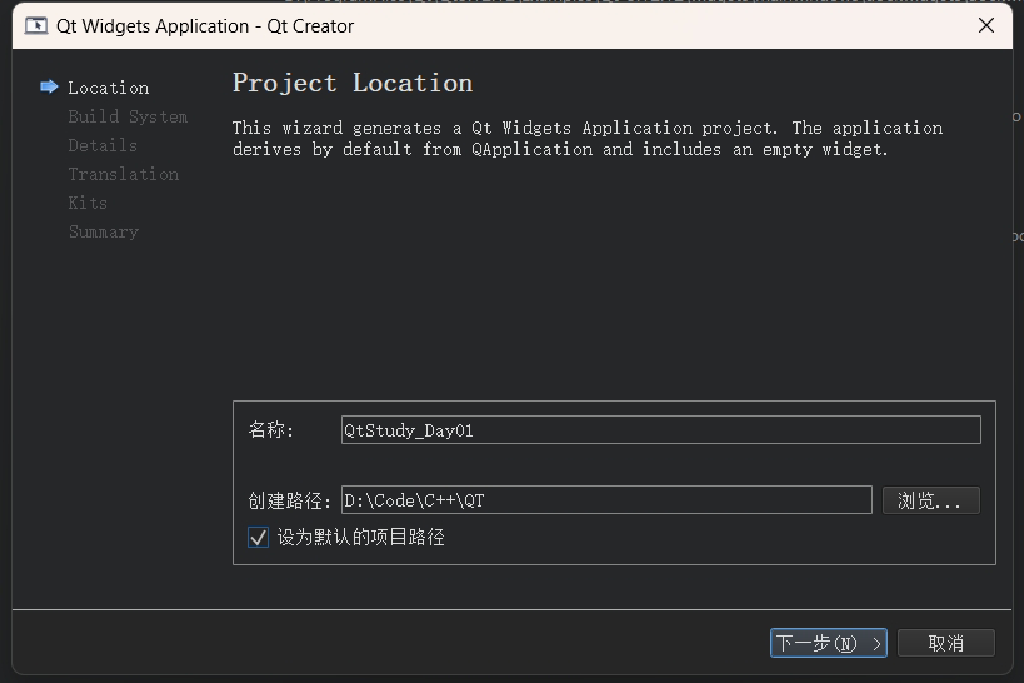 Qt Widgets Application - Qt Creator
Location
Build System
Details
Translation
Kits
Summary
Project Location
This wizard generates a Qt Widgets Application project. The application
derives by default from QApplication and includes an empty widget.
名称:
QtStudy_Day01
创建路径:
D:\Code\C++\QT
浏览...
设为默认的项目路径
下一步(N) >
取消